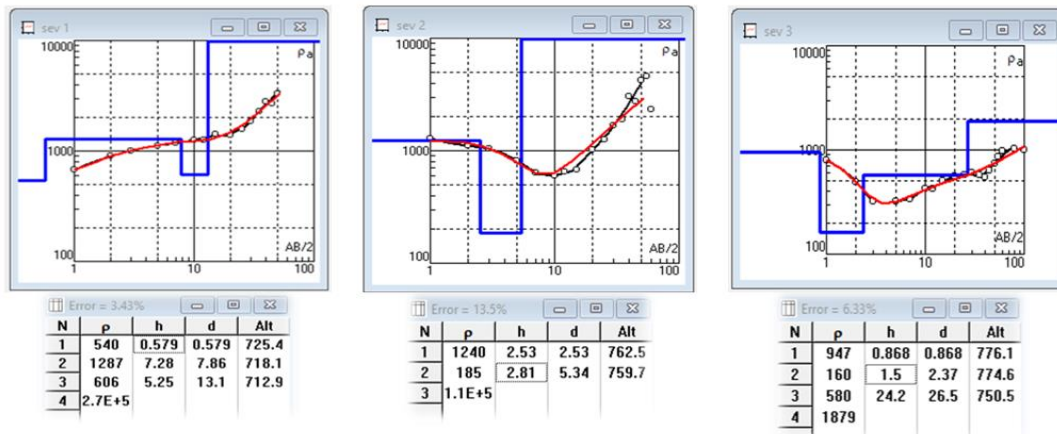 sev 1
10000
ρa
1000
100
AB/2
1
10
100
Error = 3.43%
N ρ h d Alt
1 540 0.579 0.579 725.4
2 1287 7.28 7.86 718.1
3 606 5.25 13.1 712.9
4 2.7E+5
sev 2
10000
ρa
1000
100
AB/2
1
10
100
Error = 13.5%
N ρ h d Alt
1 1240 2.53 2.53 762.5
2 185 2.81 5.34 759.7
3 1.1E+5
sev 3
10000
ρa
1000
100
AB/2
1
10
100
Error = 6.33%
N ρ h d Alt
1 947 0.868 0.868 776.1
2 160 1.5 2.37 774.6
3 580 24.2 26.5 750.5
4 1879